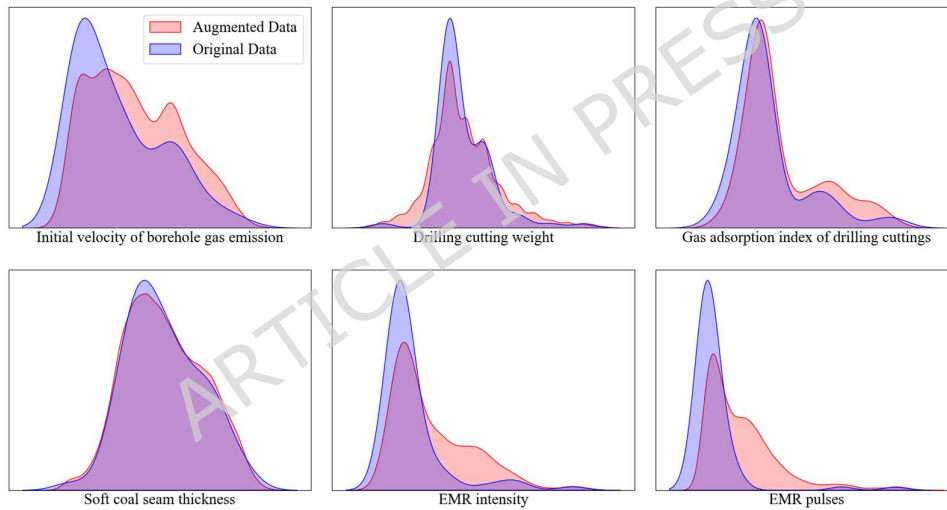 Augmented Data
Original Data
Initial velocity of borehole gas emission
Drilling cutting weight
Gas adsorption index of drilling cuttings
Soft coal seam thickness
EMR intensity
EMR pulses
ARTICLE IN PRESS